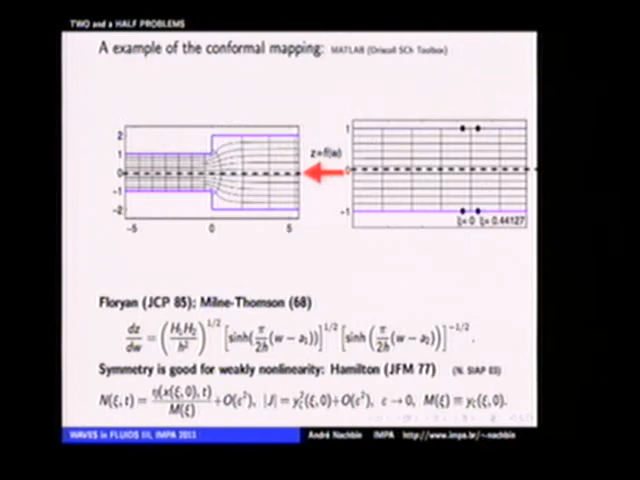 TWO and a HALF PROBLEMS
A example of the conformal mapping: MATLAB (Driscoll SCh Toolbox)
2
1
0
-1
-2
-5 0 5
z=f(w)
1
0
-1
ξ= 0 ξ= 0.44127
Floryan (JCP 85); Milne-Thomson (68)
dz/dw = (H₁H₂/h²)^1/2 [sinh(π/2h (w − a₁))]^1/2 [sinh (π/2h (w − a₂))]^−1/2 .
Symmetry is good for weakly nonlinearity: Hamilton (JFM 77) (N. SIAP 03)
N(ξ, t) = η(x(ξ,0),t)/M(ξ) +O(ε²), |J| = y²_ζ(ξ,0)+O(ε²), ε → 0, M(ξ) ≡ y_ζ(ξ,0).
WAVES in FLUIDS III, IMPA 2011 André Nachbin IMPA http://www.impa.br/~nachbin